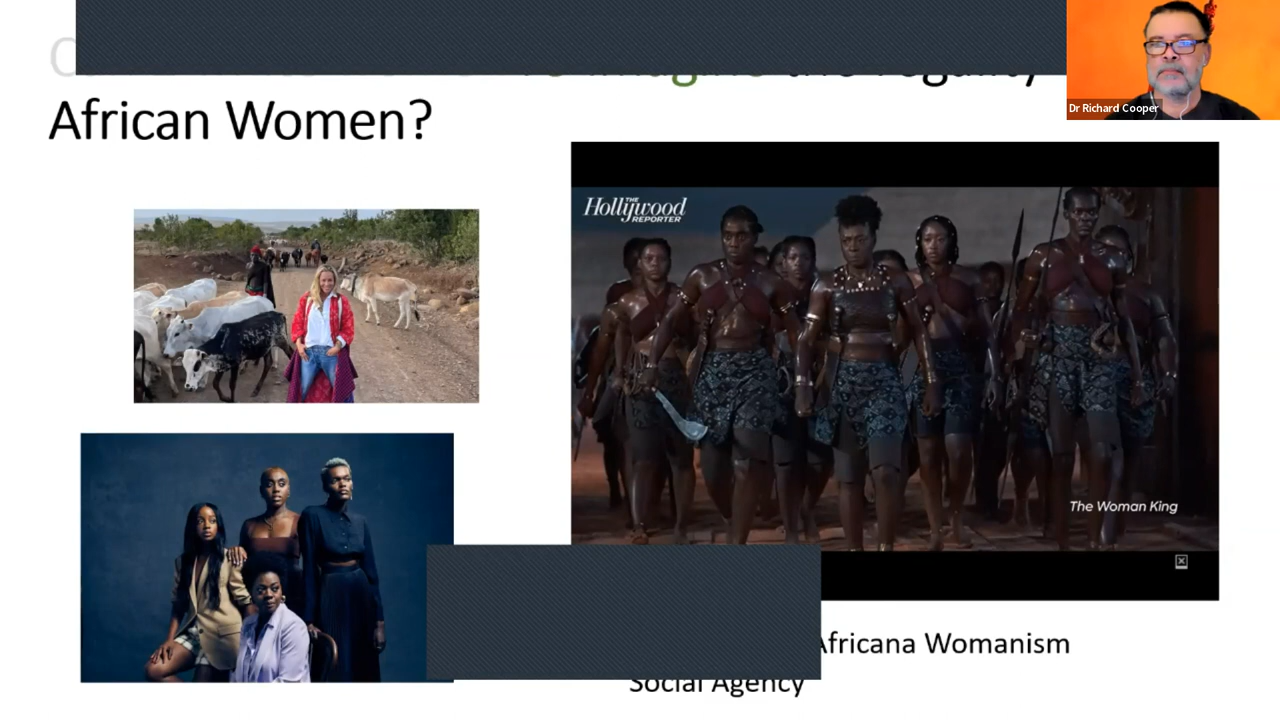 Dr Richard Cooper
African Women?
THE
Hollywood
REPORTER
The Woman King
Africana Womanism
Social Agency